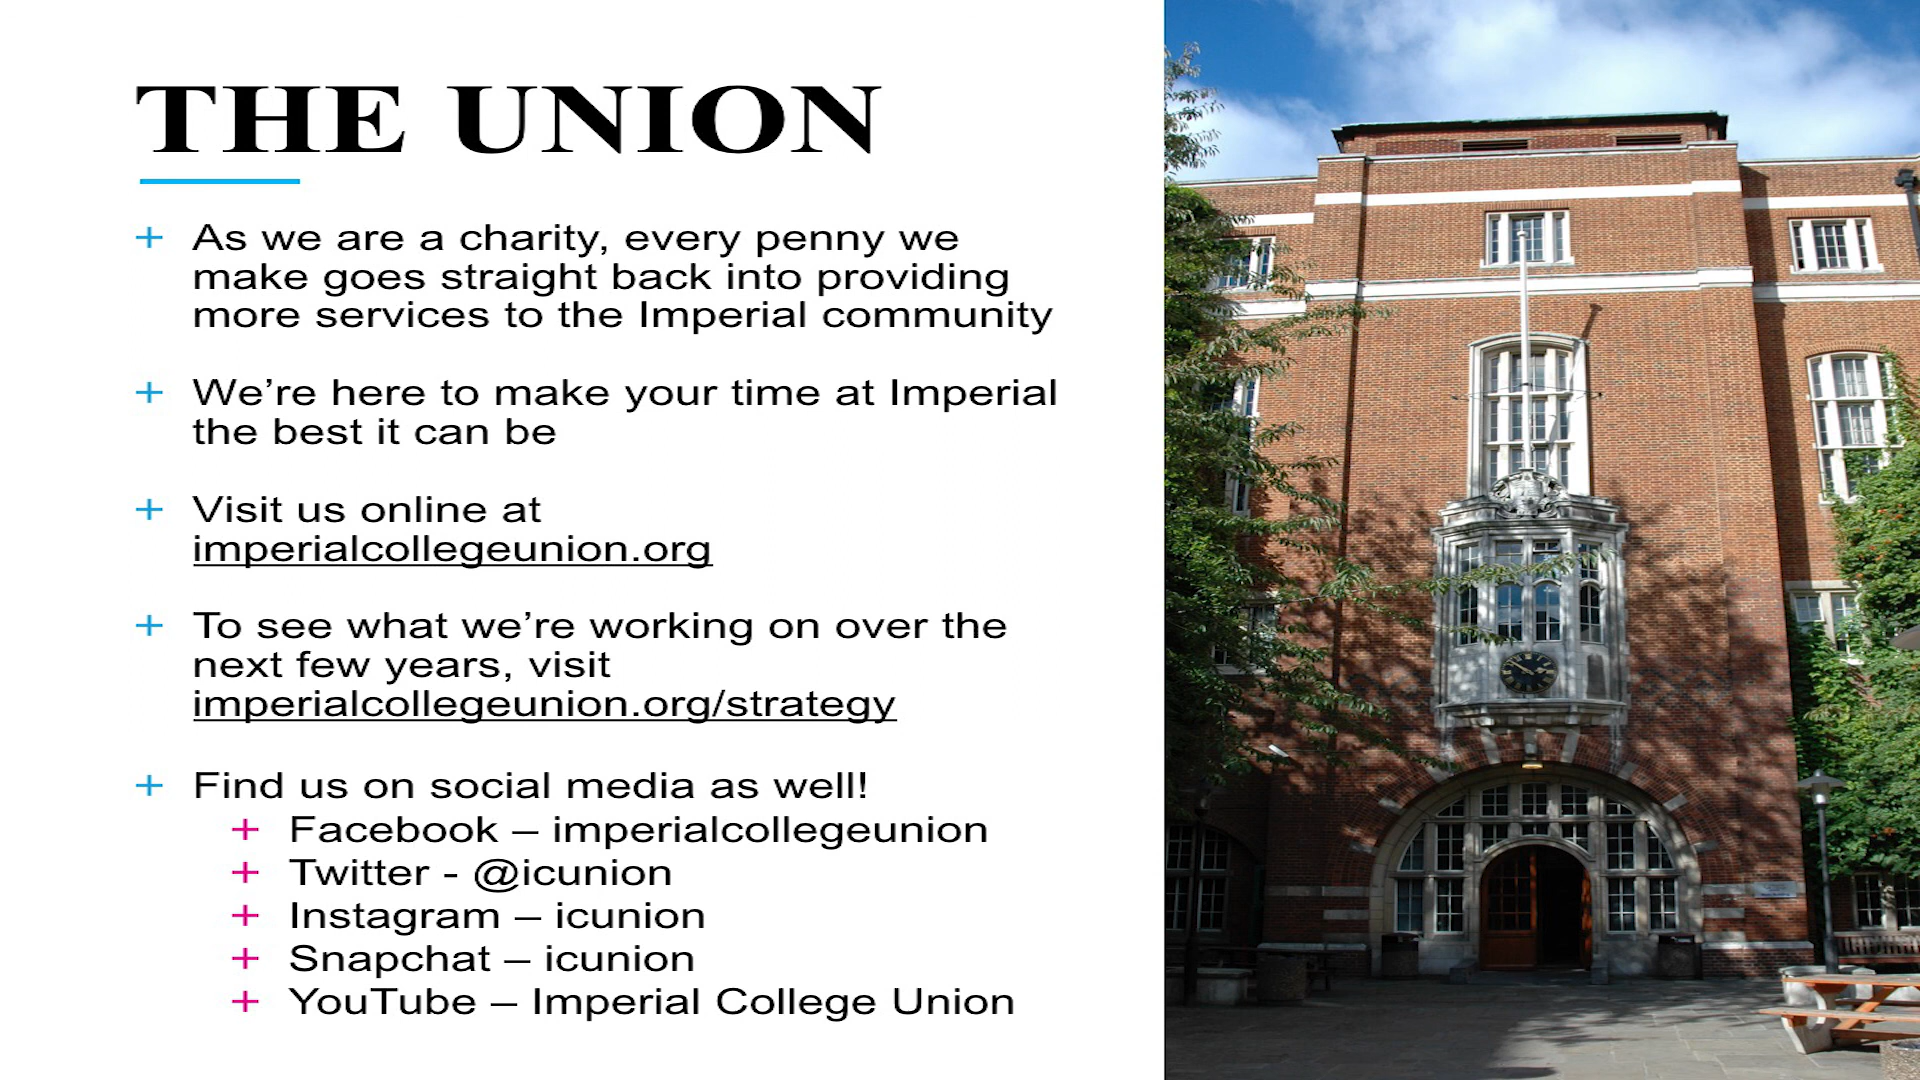 THE UNION
+ As we are a charity, every penny we
make goes straight back into providing
more services to the Imperial community
+ We’re here to make your time at Imperial
the best it can be
+ Visit us online at
imperialcollegeunion.org
+ To see what we’re working on over the
next few years, visit
imperialcollegeunion.org/strategy
+ Find us on social media as well!
+ Facebook – imperialcollegeunion
+ Twitter - @icunion
+ Instagram – icunion
+ Snapchat – icunion
+ YouTube – Imperial College Union